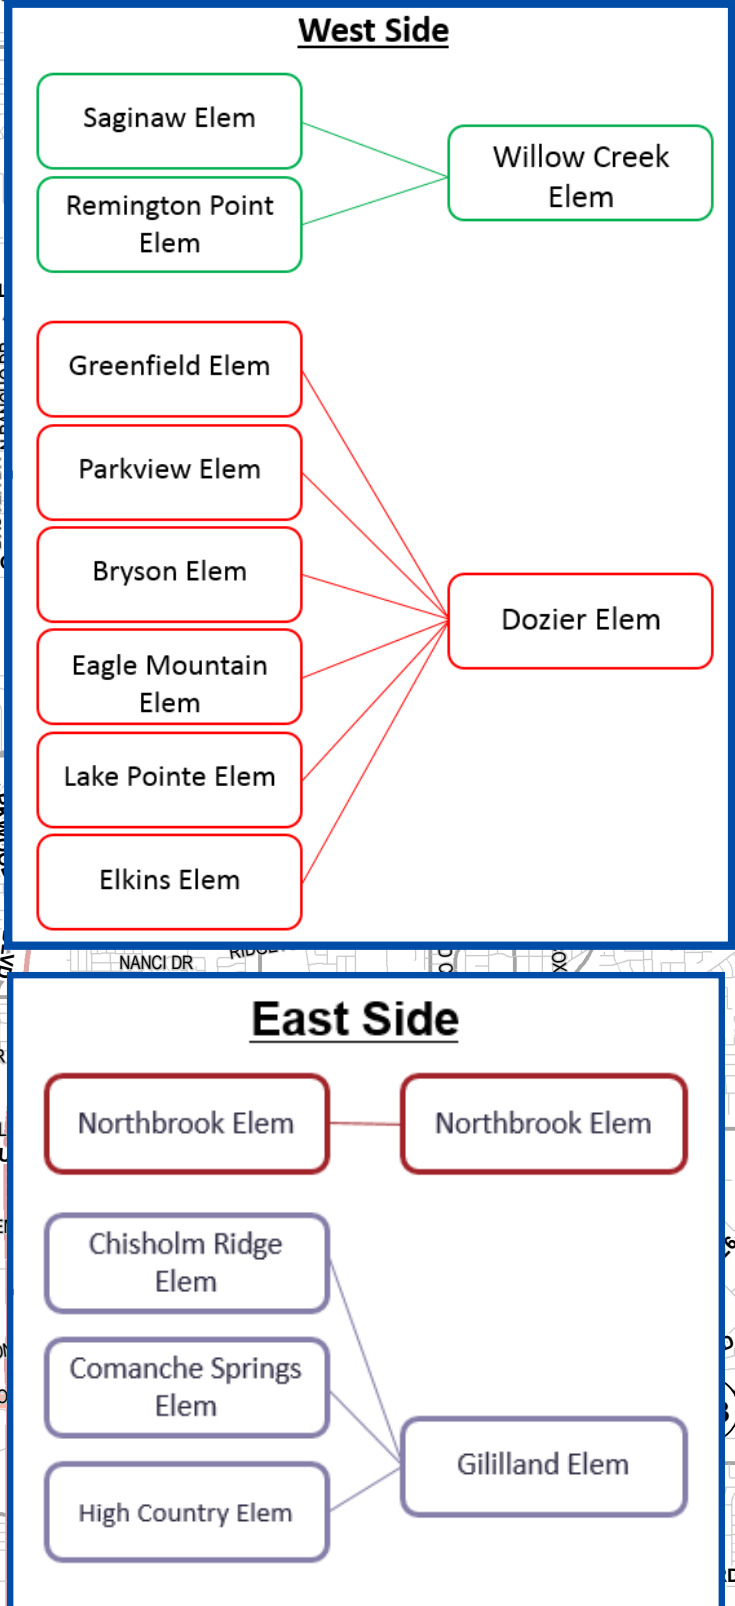 West Side
Saginaw Elem
Willow Creek
Elem
Remington Point
Elem
Greenfield Elem
Parkview Elem
Bryson Elem
Dozier Elem
Eagle Mountain
Elem
Lake Pointe Elem
Elkins Elem
NANCI DR
East Side
Northbrook Elem
Northbrook Elem
Chisholm Ridge
Elem
Comanche Springs
Elem
Gililland Elem
High Country Elem